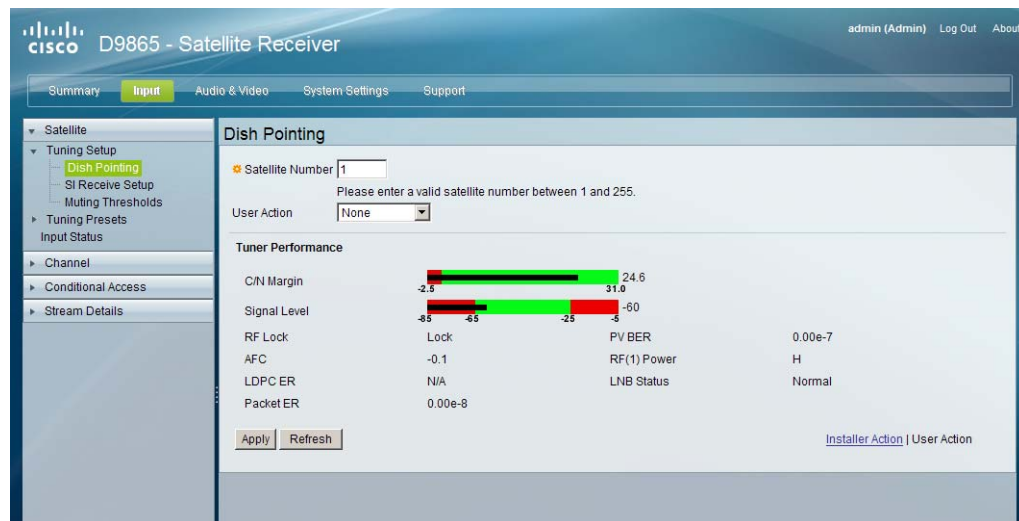 admin (Admin) Log Out About
CISCO D9865 - Satellite Receiver
Summary Input Audio & Video System Settings Support
Satellite
Tuning Setup
Dish Pointing
SI Receive Setup
Muting Thresholds
Tuning Presets
Input Status
Channel
Conditional Access
Stream Details
Dish Pointing
Satellite Number 1
Please enter a valid satellite number between 1 and 255.
User Action None
Tuner Performance
C/N Margin 24.6
-2.5 31.0
Signal Level -60
-85 -65 -25 -5
RF Lock Lock PV BER 0.00e-7
AFC -0.1 RF(1) Power H
LDPC ER N/A LNB Status Normal
Packet ER 0.00e-8
Apply Refresh Installer Action | User Action